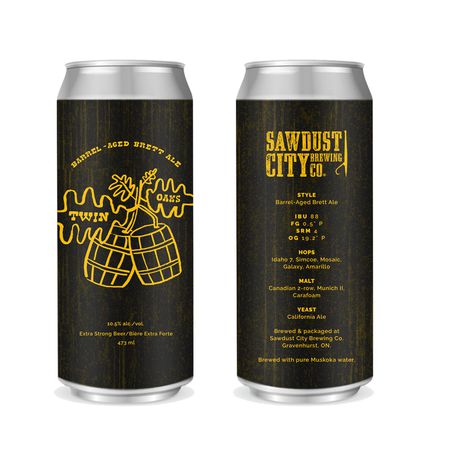 BARREL-AGED BRETT ALE
TWIN OAKS
10.5% alc/vol
Extra Strong Beer/Bière Extra Forte
473 ml
SAWDUST
CITY BREWING CO.
STYLE
Barrel-Aged Brett Ale
IBU 88
FG 0.5° P
SRM 4
OG 19.2° P
HOPS
Idaho 7, Simcoe, Mosaic,
Galaxy, Amarillo
MALT
Canadian 2-row, Munich II,
Carafoam
YEAST
California Ale
Brewed & packaged at
Sawdust City Brewing Co.
Gravenhurst, ON.
Brewed with pure Muskoka water.